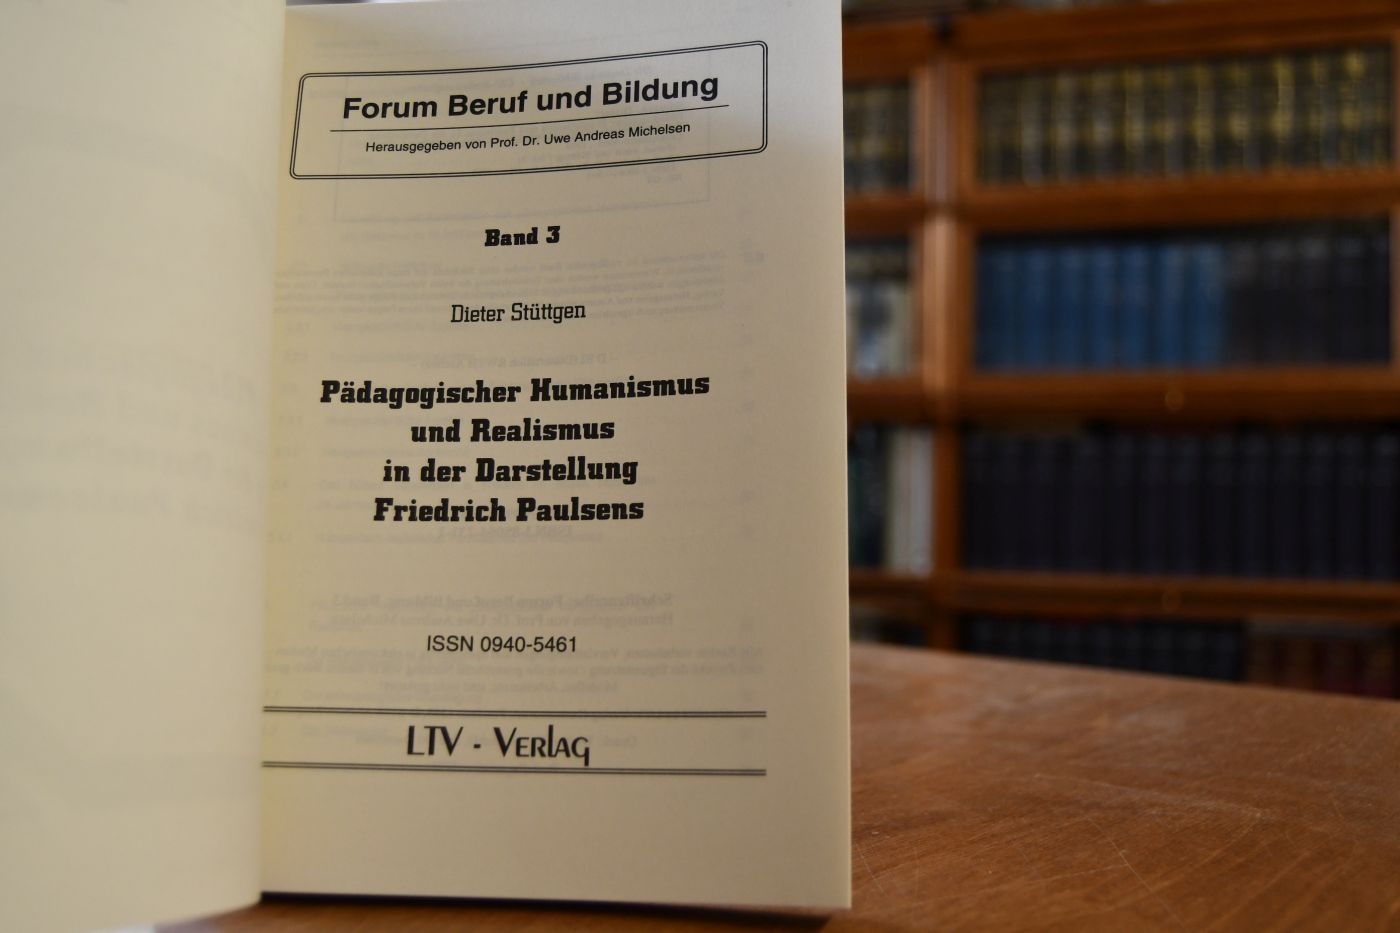 Forum Beruf und Bildung
Herausgegeben von Prof. Dr. Uwe Andreas Michelsen
Band 3
Dieter Stüttgen
Pädagogischer Humanismus
und Realismus
in der Darstellung
Friedrich Paulsens
ISSN 0940-5461
LTV - Verlag